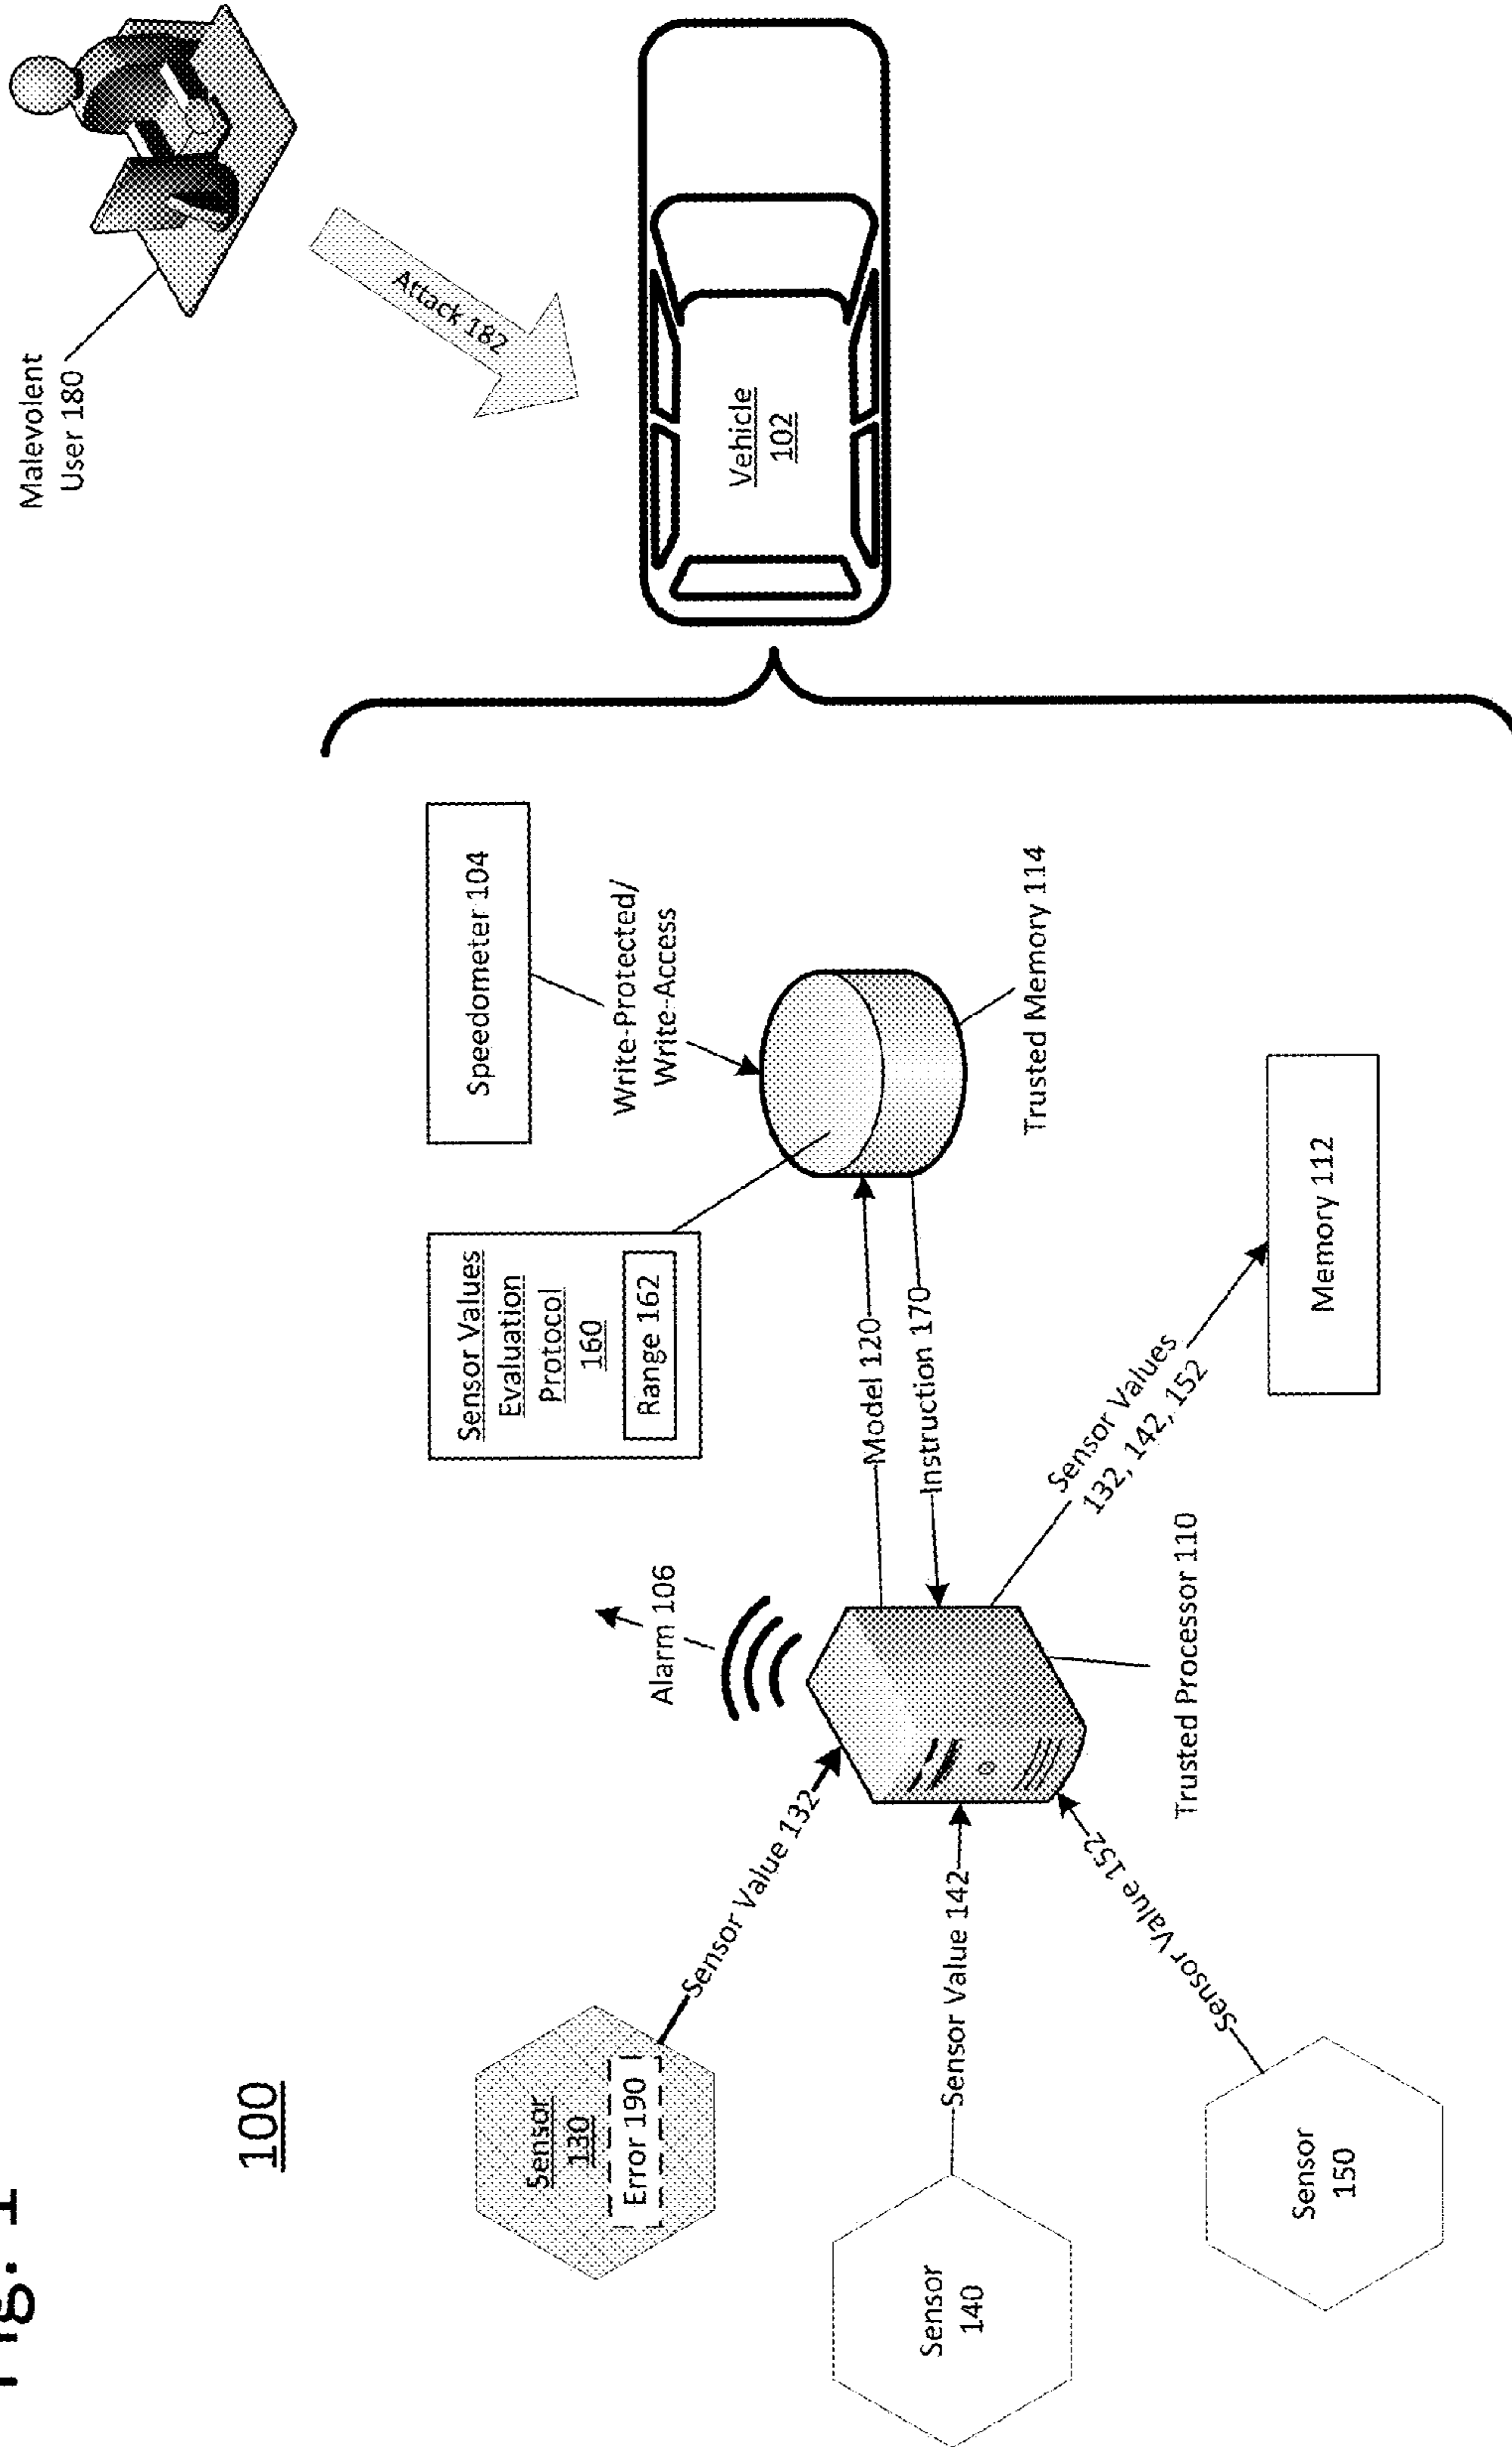 Fig. 1
100
Sensor
130
Error 190
Sensor
140
Sensor
150
Sensor Value 132
Sensor Value 142
Sensor Value 152
Alarm 106
Trusted Processor 110
Sensor Values
Evaluation
Protocol
160
Range 162
Model 120
Instruction 170
Sensor Values
132, 142, 152
Memory 112
Speedometer 104
Write-Protected/
Write-Access
Trusted Memory 114
Vehicle
102
Attack 182
Malevolent
User 180